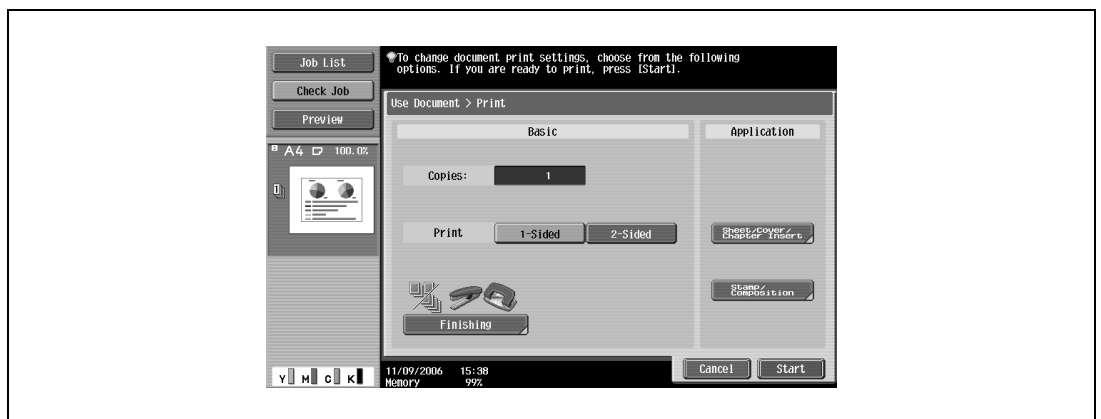 Job List
Check Job
Preview
To change document print settings, choose from the following
options. If you are ready to print, press [Start].
Use Document > Print
Basic
Application
A4 100.0%
1
Copies:
1
Print
1-Sided
2-Sided
Sheet/Cover/
Chapter Insert
Stamp/
Composition
Finishing
Y M C K
11/09/2006 15:38
Memory 99%
Cancel
Start